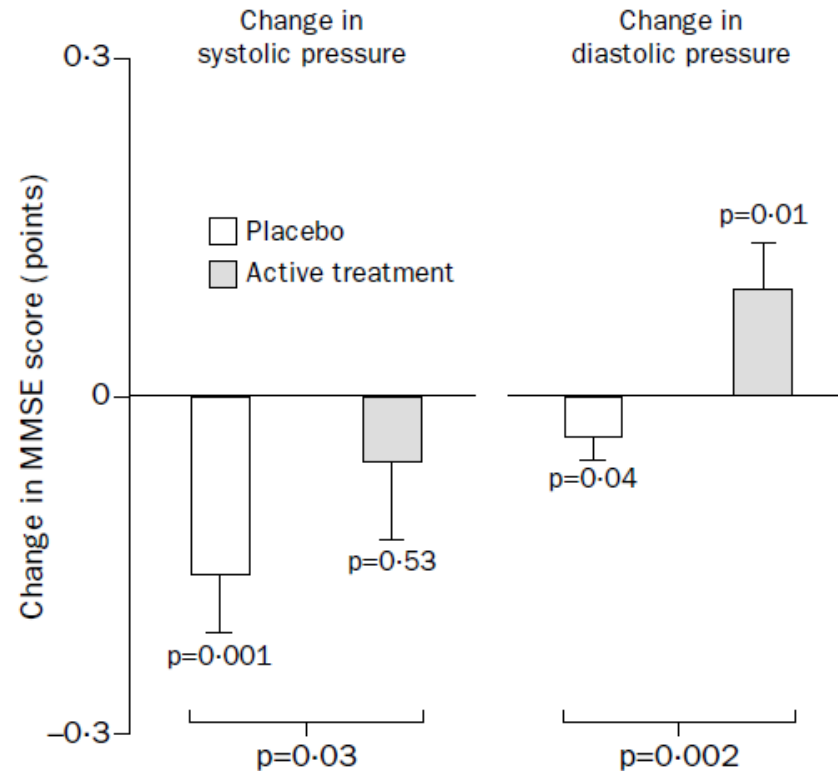 Change in
systolic pressure
Change in
diastolic pressure
0·3
Change in MMSE score (points)
p=0·01
Placebo
Active treatment
0
p=0·04
p=0·53
p=0·001
–0·3
p=0·03
p=0·002